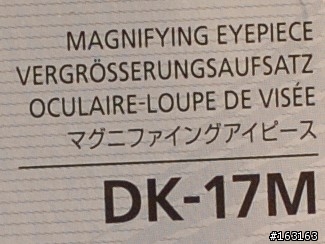 MAGNIFYING EYEPIECE
VERGRÖSSERUNGSAUFSATZ
OCULAIRE-LOUPE DE VISÉE
マグニファイングアイピース
DK-17M
#163163